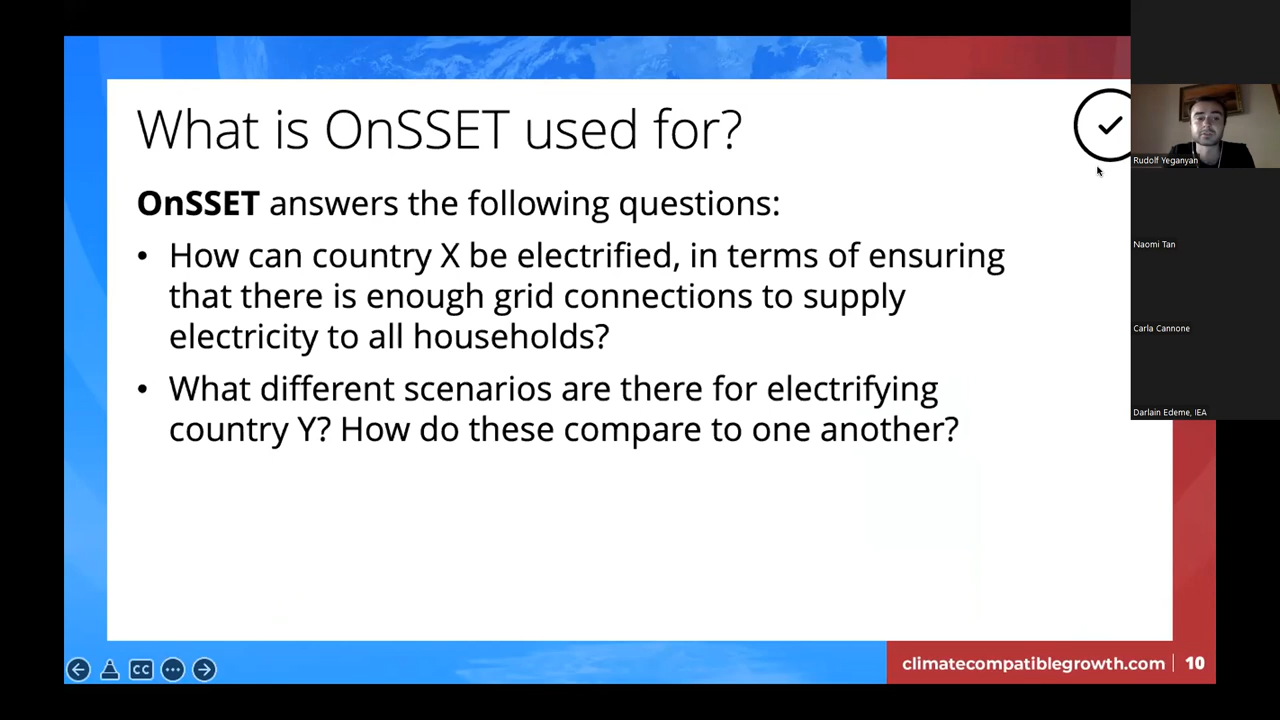 What is OnSSET used for?
OnSSET answers the following questions:
• How can country X be electrified, in terms of ensuring
that there is enough grid connections to supply
electricity to all households?
• What different scenarios are there for electrifying
country Y? How do these compare to one another?
Rudolf Yeganyan
Naomi Tan
Carla Cannone
Darlain Edeme, IEA
CC
climatecompatiblegrowth.com | 10